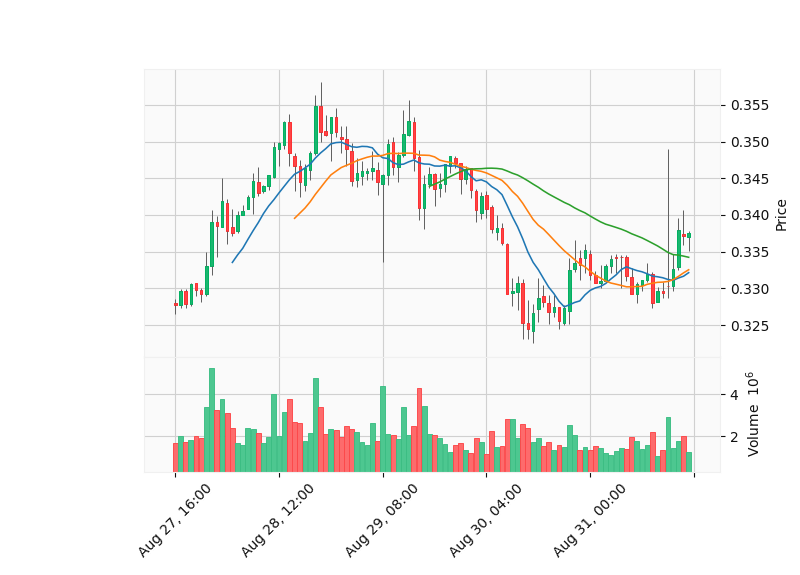 0.355
0.350
0.345
0.340
0.335
0.330
0.325
Price
4
2
Volume 10⁶
Aug 27, 16:00
Aug 28, 12:00
Aug 29, 08:00
Aug 30, 04:00
Aug 31, 00:00